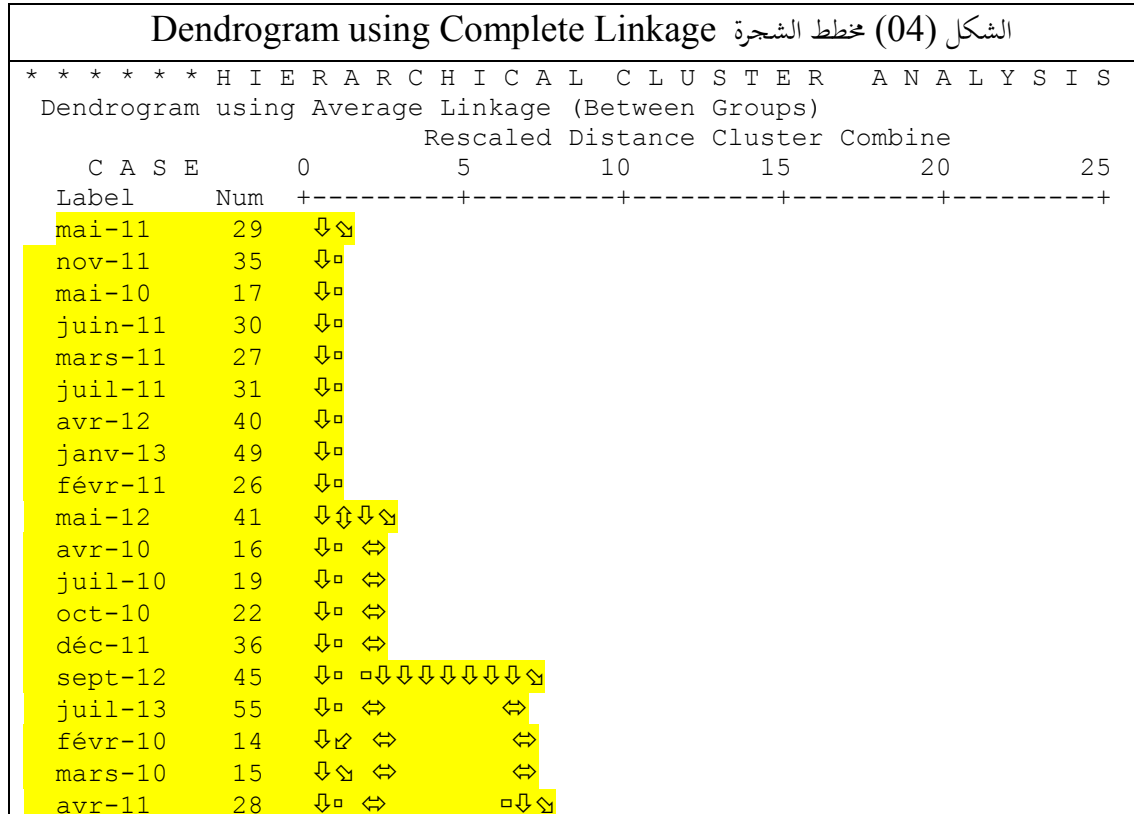 الشكل (04) مخطط الشجرة Dendrogram using Complete Linkage
* * * * * * H I E R A R C H I C A L   C L U S T E R   A N A L Y S I S
Dendrogram using Average Linkage (Between Groups)
Rescaled Distance Cluster Combine
C A S E 0 5 10 15 20 25
Label Num +---------+---------+---------+---------+---------+
mai-11 29 ⇩⬂
nov-11 35 ⇩▫
mai-10 17 ⇩▫
juin-11 30 ⇩▫
mars-11 27 ⇩▫
juil-11 31 ⇩▫
avr-12 40 ⇩▫
janv-13 49 ⇩▫
févr-11 26 ⇩▫
mai-12 41 ⇩⇳⇩⬂
avr-10 16 ⇩▫ ⬄
juil-10 19 ⇩▫ ⬄
oct-10 22 ⇩▫ ⬄
déc-11 36 ⇩▫ ⬄
sept-12 45 ⇩▫ ▫⇩⇩⇩⇩⇩⇩⬂
juil-13 55 ⇩▫ ⬄ ⬄
févr-10 14 ⇩⬃ ⬄ ⬄
mars-10 15 ⇩⬂ ⬄ ⬄
avr-11 28 ⇩▫ ⬄ ▫⇩⬂